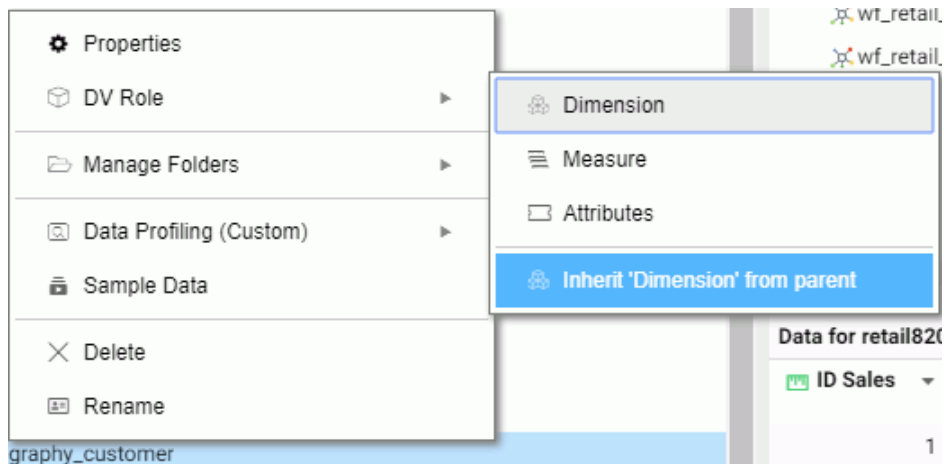 wf_retail_
wf_retail_
Properties
DV Role
Manage Folders
Data Profiling (Custom)
Sample Data
Delete
Rename
Dimension
Measure
Attributes
Inherit 'Dimension' from parent
Data for retail820
ID Sales
1
graphy_customer